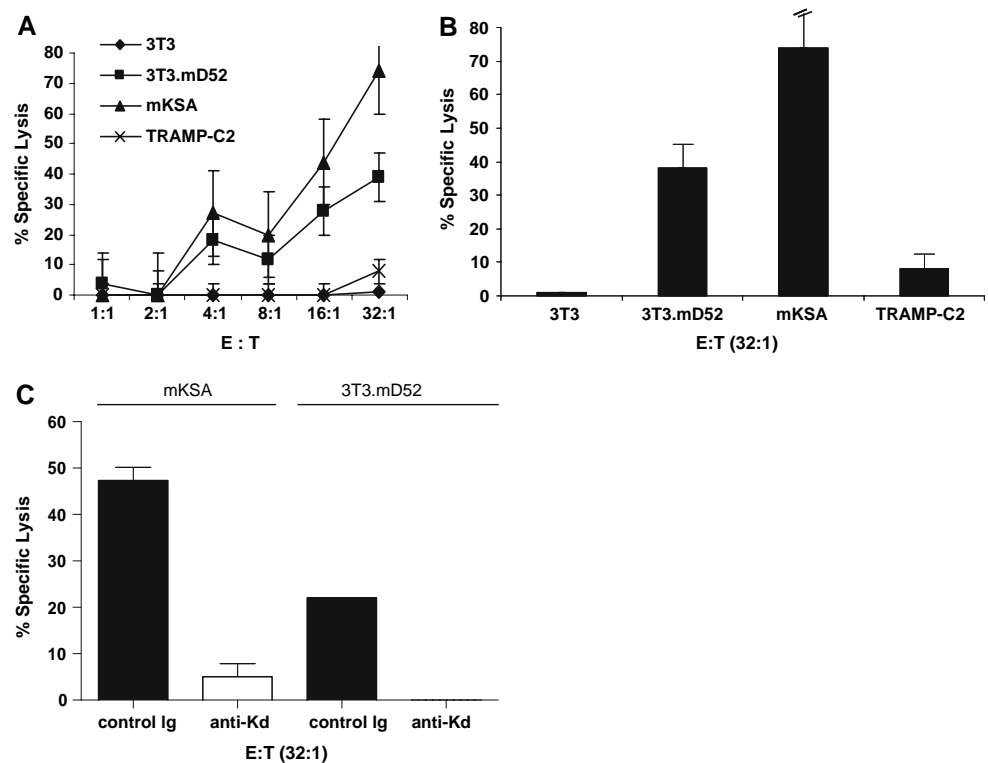 A
3T3
3T3.mD52
mKSA
TRAMP-C2
% Specific Lysis
80
70
60
50
40
30
20
10
0
1:1 2:1 4:1 8:1 16:1 32:1
E : T
B
% Specific Lysis
80
70
60
50
40
30
20
10
0
3T3 3T3.mD52 mKSA TRAMP-C2
E:T (32:1)
C
mKSA 3T3.mD52
% Specific Lysis
60
50
40
30
20
10
0
control Ig anti-Kd control Ig anti-Kd
E:T (32:1)